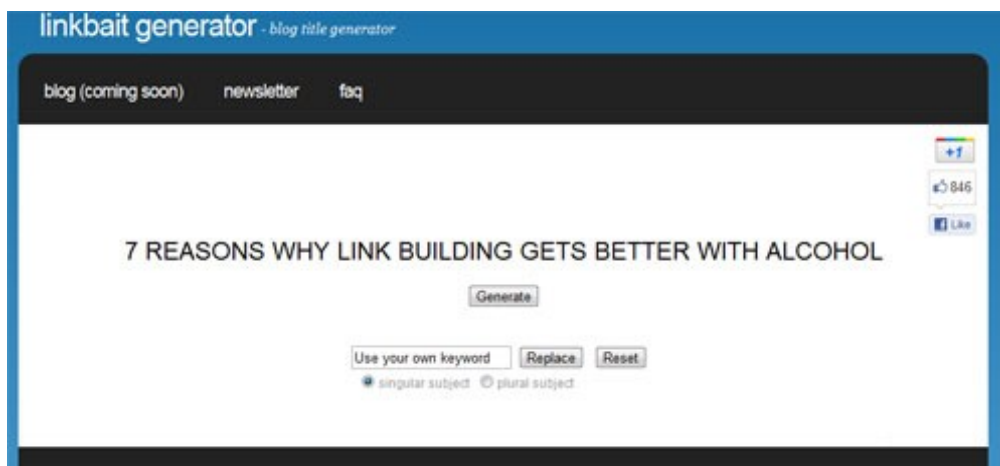 linkbait generator - blog title generator
blog (coming soon) newsletter faq
+1
846
Like
7 REASONS WHY LINK BUILDING GETS BETTER WITH ALCOHOL
Generate
Use your own keyword Replace Reset
singular subject plural subject